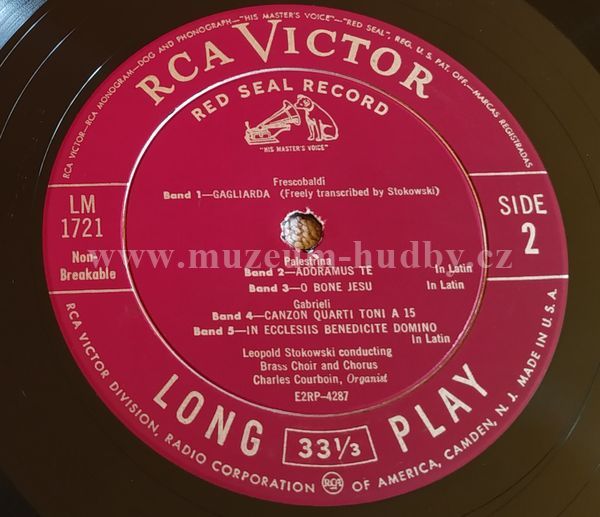 TMKS. ®—"HIS MASTER'S VOICE"—"RED SEAL", REG. U.S. PAT. OFF.—MARCAS REGISTRADAS
"RCA VICTOR"—RCA MONOGRAM—DOG AND PHONOGRAPH—
RCA VICTOR
RED SEAL RECORD
"HIS MASTER'S VOICE"
Frescobaldi
Band 1—GAGLIARDA (Freely transcribed by Stokowski)
LM
1721
Non-
Breakable
SIDE
2
www.muzeum-hudby.cz
Palestrina
Band 2—ADORAMUS TE In Latin
Band 3—O BONE JESU In Latin
Gabrieli
Band 4—CANZON QUARTI TONI A 15
Band 5—IN ECCLESIIS BENEDICITE DOMINO
In Latin
Leopold Stokowski conducting
Brass Choir and Chorus
Charles Courboin, Organist
E2RP-4287
LONG 33⅓ PLAY
RCA VICTOR DIVISION, RADIO CORPORATION RCA OF AMERICA, CAMDEN, N. J. MADE IN U.S.A.